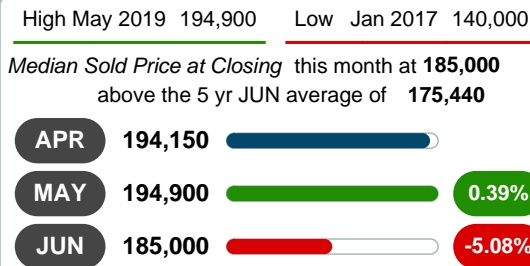 High May 2019 194,900 Low Jan 2017 140,000
Median Sold Price at Closing this month at 185,000
above the 5 yr JUN average of 175,440
APR 194,150
MAY 194,900 0.39%
JUN 185,000 -5.08%